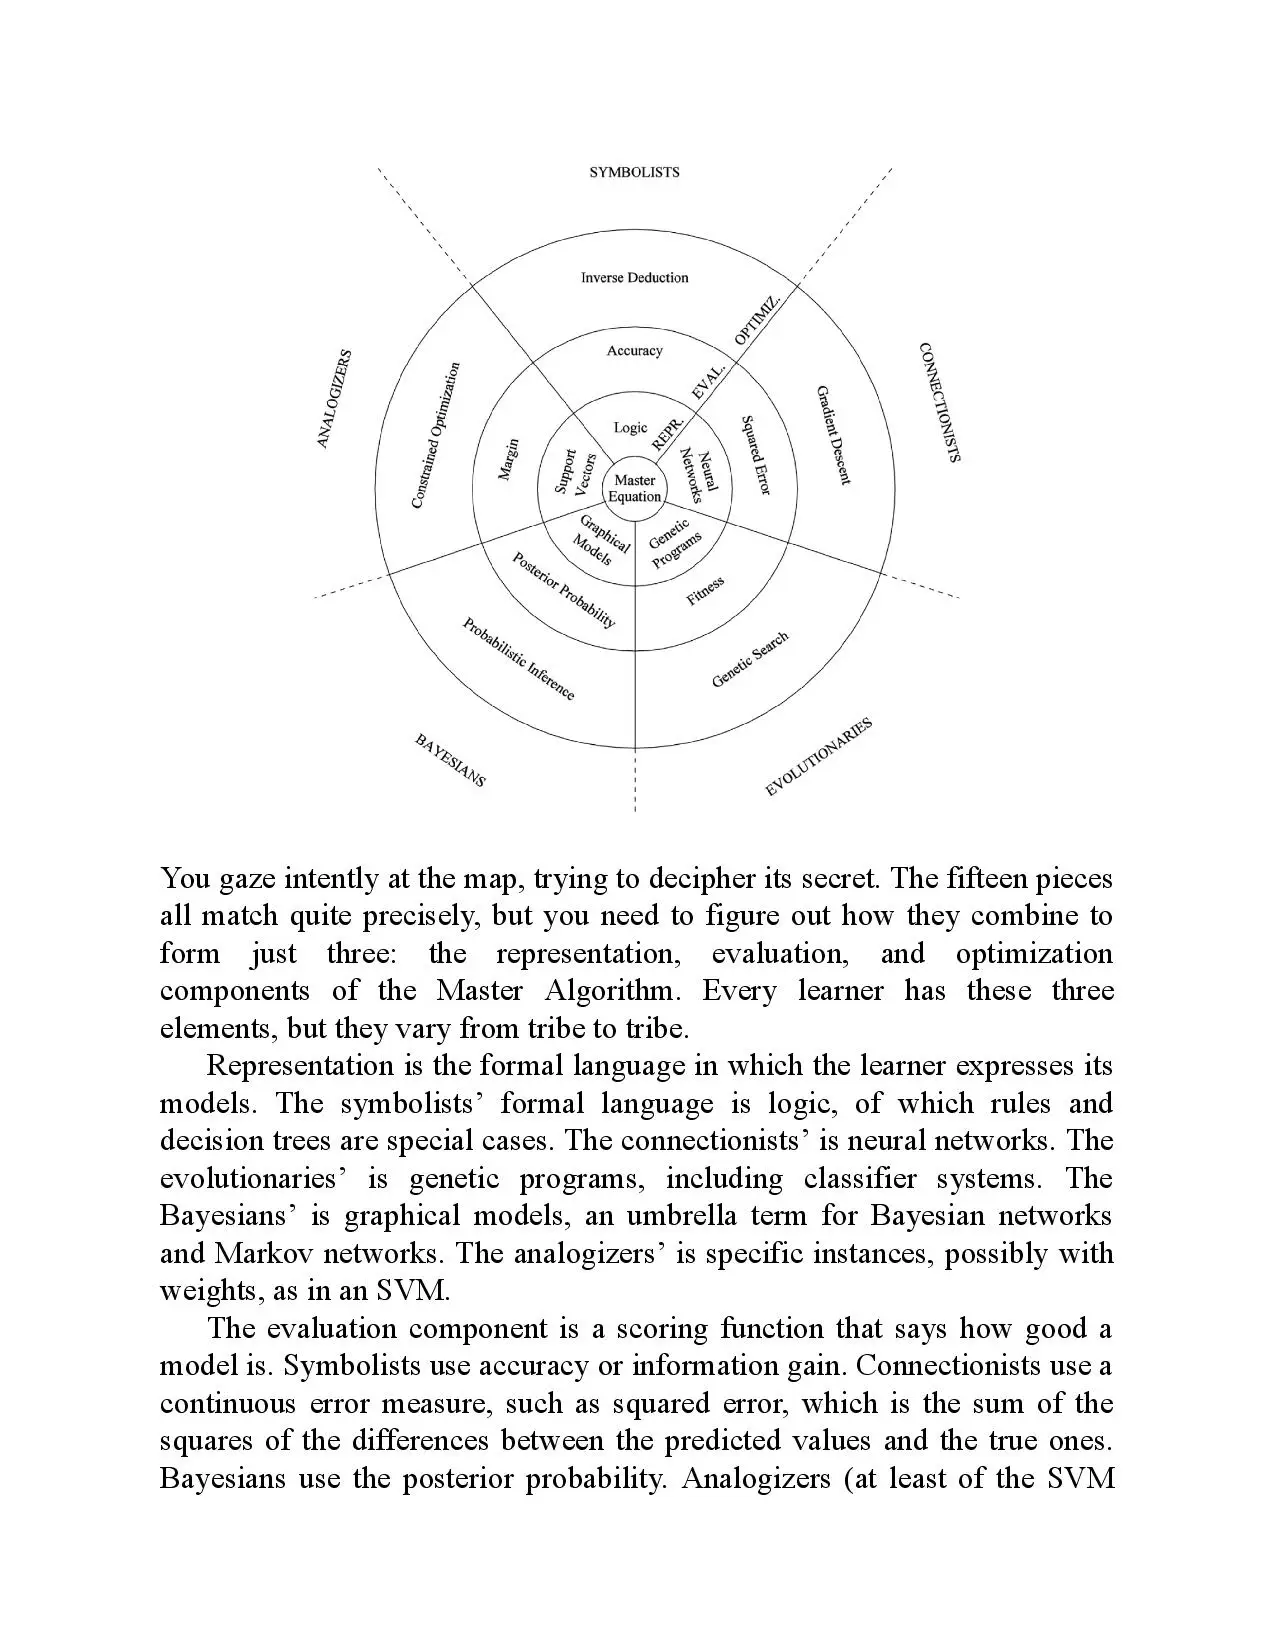 SYMBOLISTS
Inverse Deduction
OPTIMIZ.
Accuracy
EVAL.
Logic
REPR.
ANALOGIZERS
Constrained Optimization
Margin
Support
Vectors
Master
Equation
Neural
Networks
Squared Error
Gradient Descent
CONNECTIONISTS
Graphical
Models
Genetic
Programs
Posterior Probability
Fitness
Probabilistic Inference
Genetic Search
BAYESIANS
EVOLUTIONARIES
You gaze intently at the map, trying to decipher its secret. The fifteen pieces
all match quite precisely, but you need to figure out how they combine to
form just three: the representation, evaluation, and optimization
components of the Master Algorithm. Every learner has these three
elements, but they vary from tribe to tribe.
Representation is the formal language in which the learner expresses its
models. The symbolists’ formal language is logic, of which rules and
decision trees are special cases. The connectionists’ is neural networks. The
evolutionaries’ is genetic programs, including classifier systems. The
Bayesians’ is graphical models, an umbrella term for Bayesian networks
and Markov networks. The analogizers’ is specific instances, possibly with
weights, as in an SVM.
The evaluation component is a scoring function that says how good a
model is. Symbolists use accuracy or information gain. Connectionists use a
continuous error measure, such as squared error, which is the sum of the
squares of the differences between the predicted values and the true ones.
Bayesians use the posterior probability. Analogizers (at least of the SVM